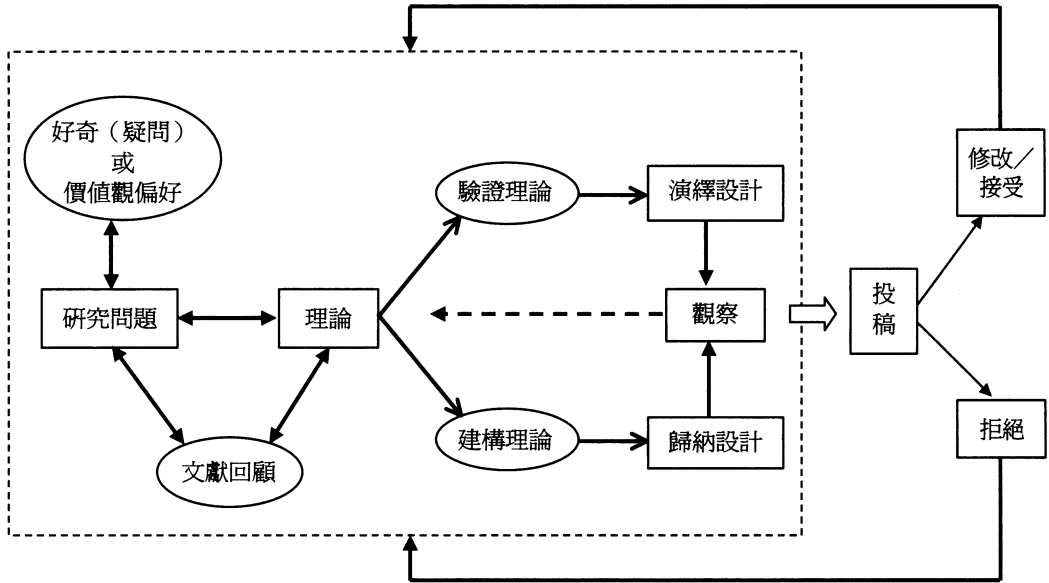 好奇（疑問）
或
價值觀偏好
研究問題
理論
文獻回顧
驗證理論
建構理論
演繹設計
觀察
歸納設計
投
稿
修改／
接受
拒絕